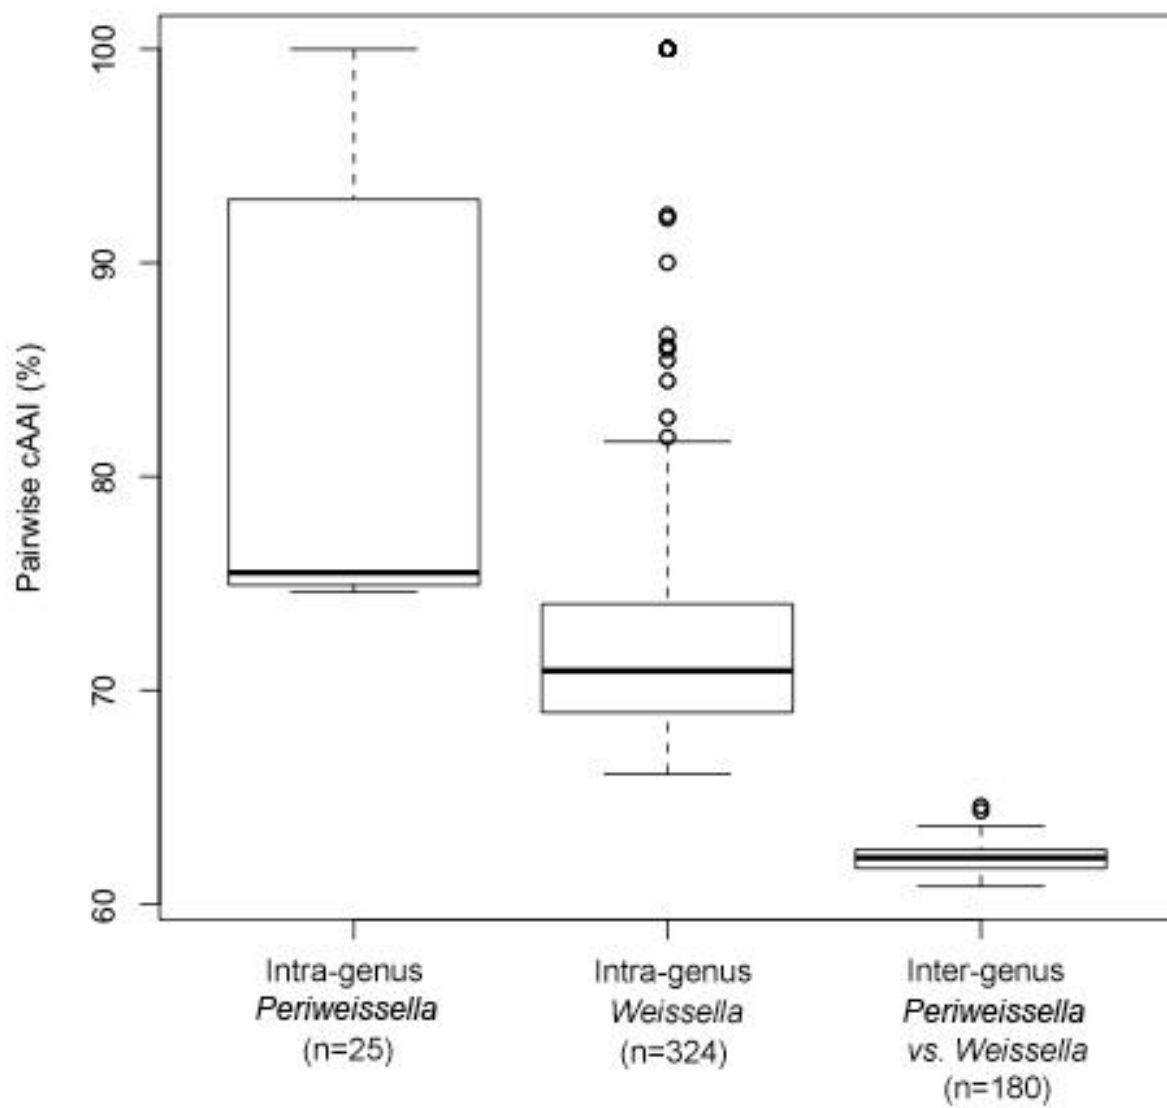 Pairwise cAAI (%)
100
90
80
70
60
Intra-genus
Periweissella
(n=25)
Intra-genus
Weissella
(n=324)
Inter-genus
Periweissella
vs. Weissella
(n=180)